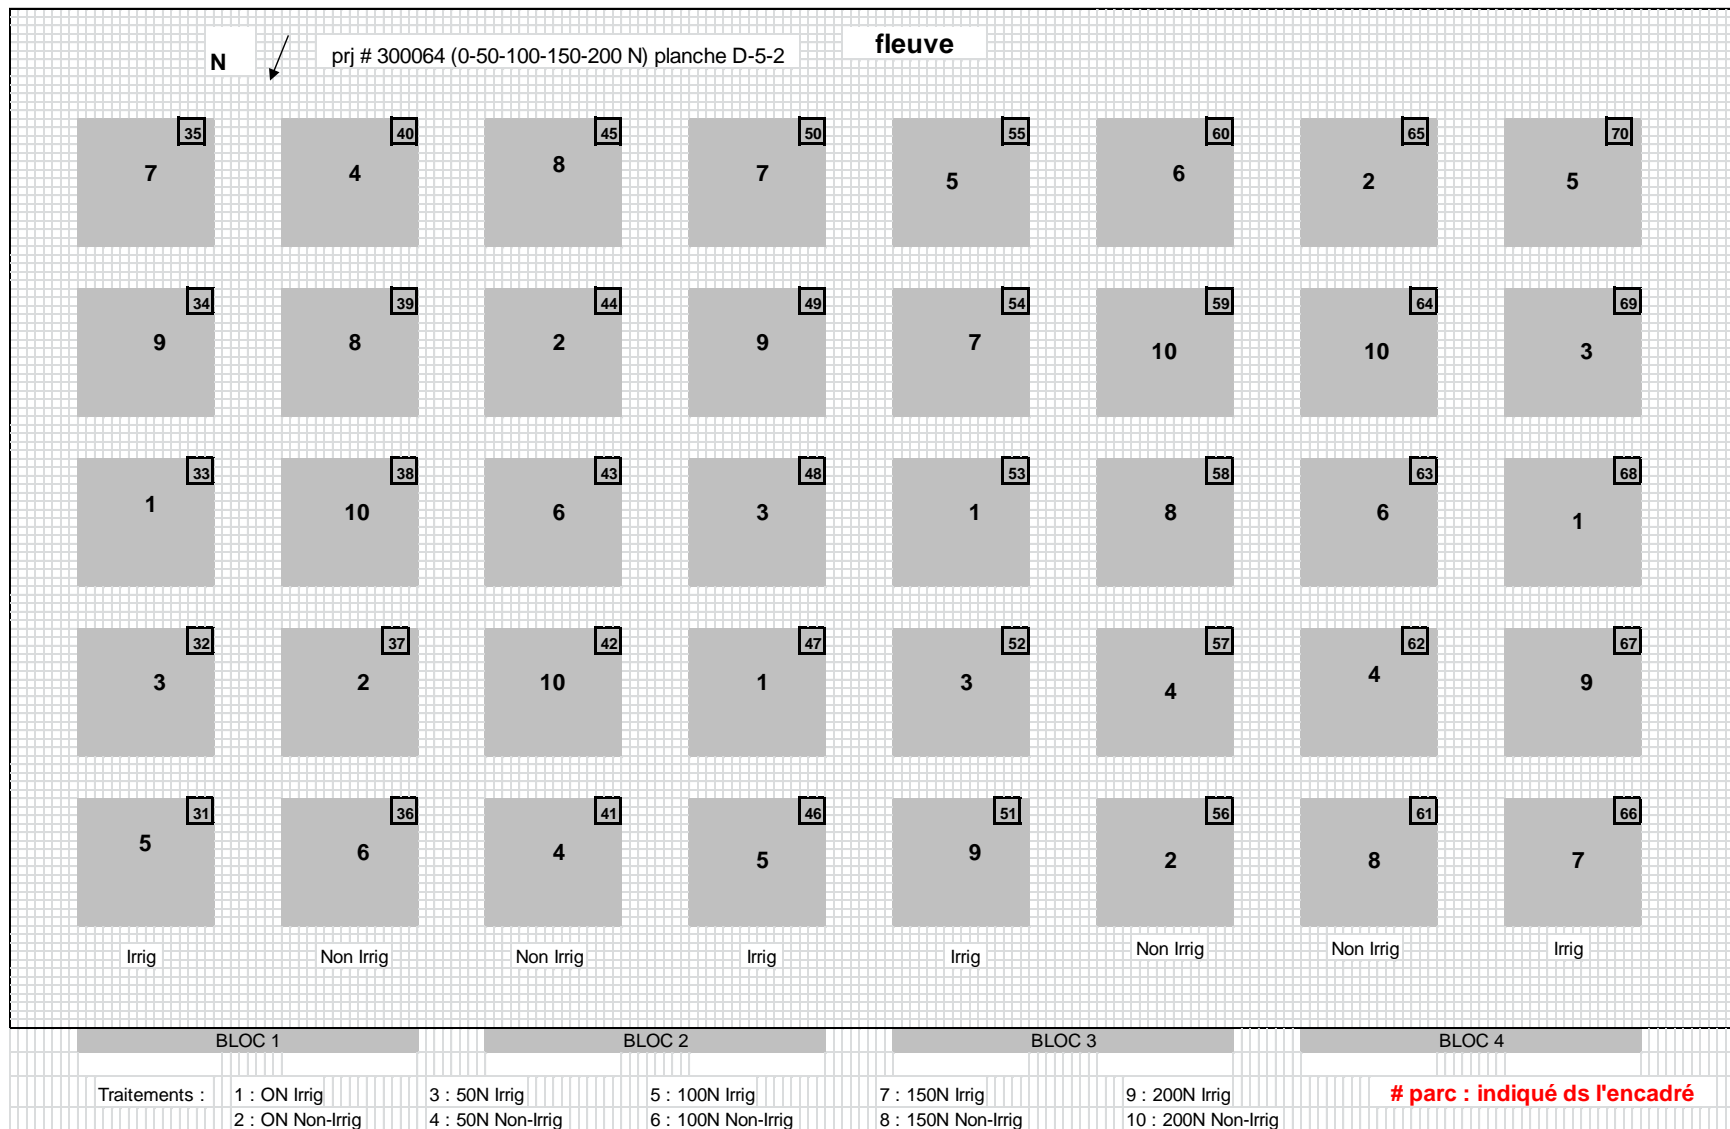 fleuve
N prj # 300064 (0-50-100-150-200 N) planche D-5-2
35 40 45 50 55 60 65 70
7 4 8 7 5 6 2 5
34 39 44 49 54 59 64 69
9 8 2 9 7 10 10 3
33 38 43 48 53 58 63 68
1 10 6 3 1 8 6 1
32 37 42 47 52 57 62 67
3 2 10 1 3 4 4 9
31 36 41 46 51 56 61 66
5 6 4 5 9 2 8 7
Irrig Non Irrig Non Irrig Irrig Irrig Non Irrig Non Irrig Irrig
BLOC 1 BLOC 2 BLOC 3 BLOC 4
Traitements : 1 : ON Irrig 3 : 50N Irrig 5 : 100N Irrig 7 : 150N Irrig 9 : 200N Irrig # parc : indiqué ds l'encadré
2 : ON Non-Irrig 4 : 50N Non-Irrig 6 : 100N Non-Irrig 8 : 150N Non-Irrig 10 : 200N Non-Irrig